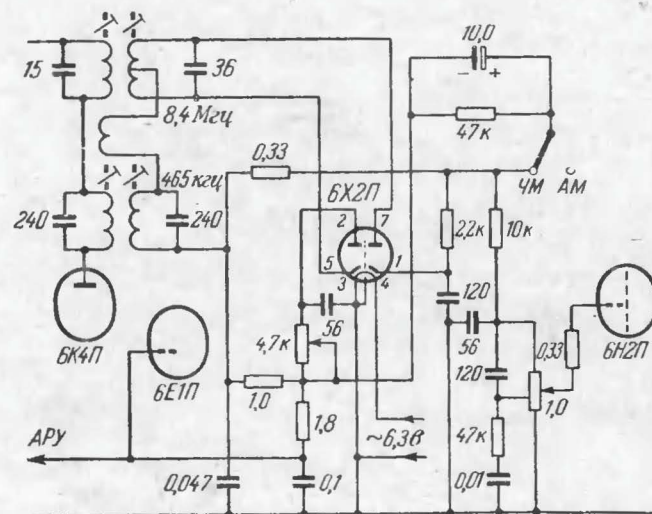 10,0
15
36
- +
8,4 Мгц
47к
0,33
ЧМ АМ
465 кгц
6Х2П
240
240
2 7
2,2к
10к
5
1
3 4
120
56
56
0,33
6Н2П
4,7к
6К4П
6Е1П
120
1,0
1,0
1,8
47к
АРУ
~6,3в
0,047
0,1
0,01